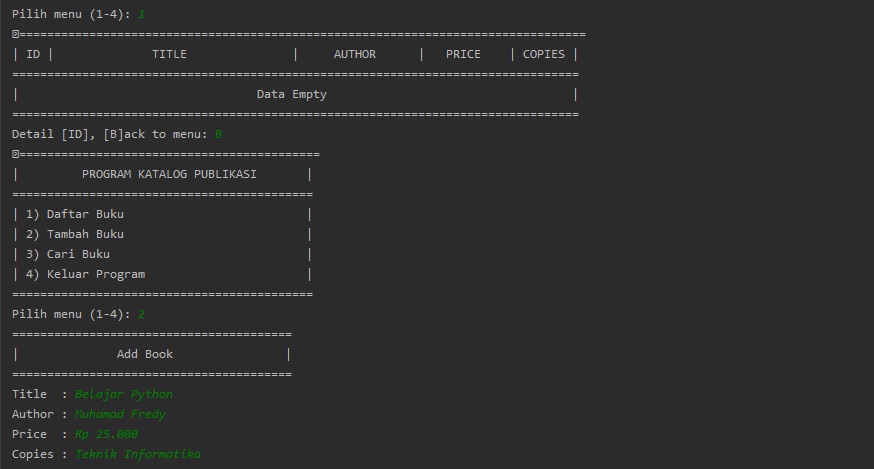 Pilih menu (1-4): 1
=================================================================================
| ID |              TITLE               |     AUTHOR      |   PRICE    | COPIES |
=================================================================================
|                                  Data Empty                                   |
=================================================================================
Detail [ID], [B]ack to menu: B
===========================================
|         PROGRAM KATALOG PUBLIKASI       |
===========================================
| 1) Daftar Buku                          |
| 2) Tambah Buku                          |
| 3) Cari Buku                            |
| 4) Keluar Program                       |
===========================================
Pilih menu (1-4): 2
========================================
|              Add Book                |
========================================
Title  : Belajar Python
Author : Muhamad Fredy
Price  : Rp 25.000
Copies : Teknik Informatika